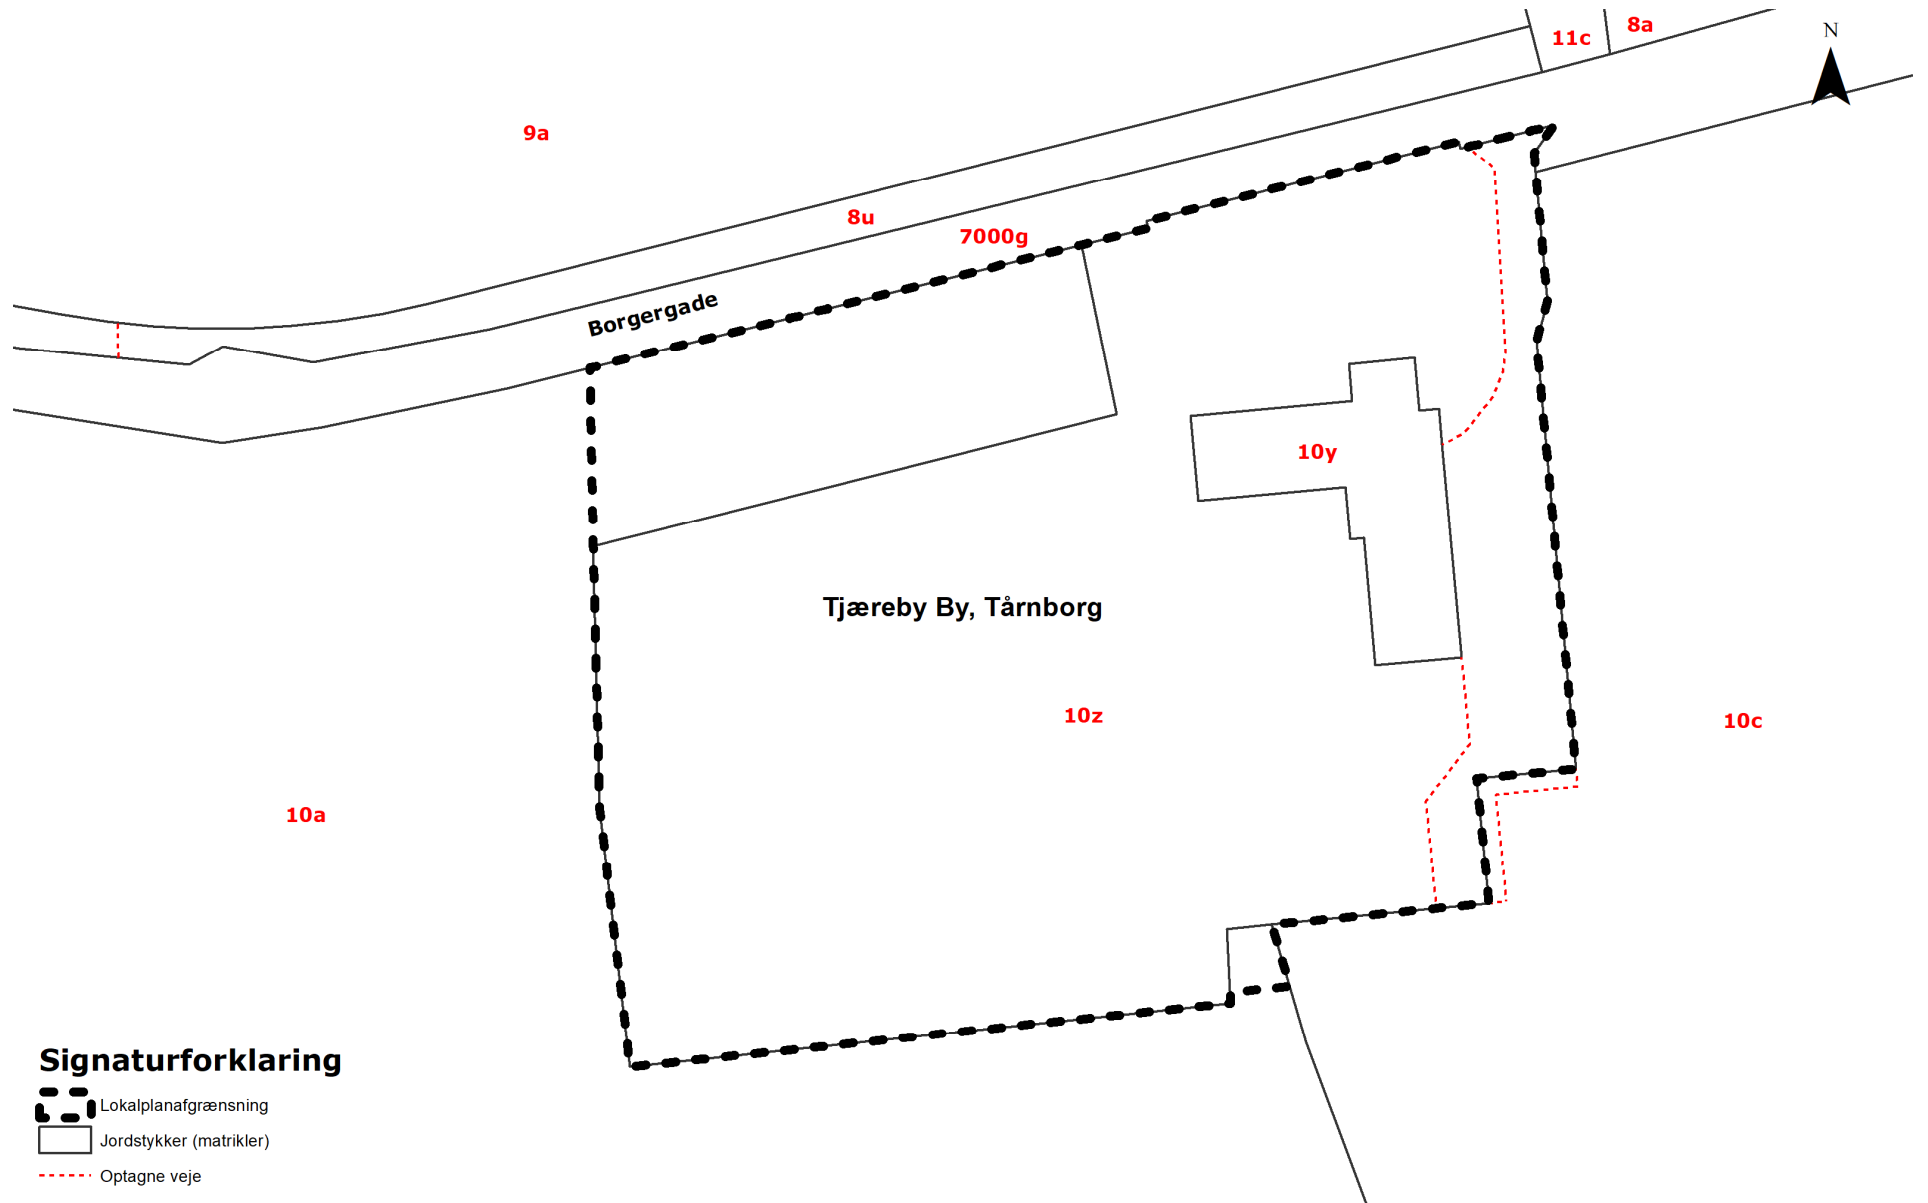 11c
8a
N
9a
8u
7000g
Borgergade
10y
Tjæreby By, Tårnborg
10z
10c
10a
Signaturforklaring
Lokalplanafgrænsning
Jordstykker (matrikler)
Optagne veje